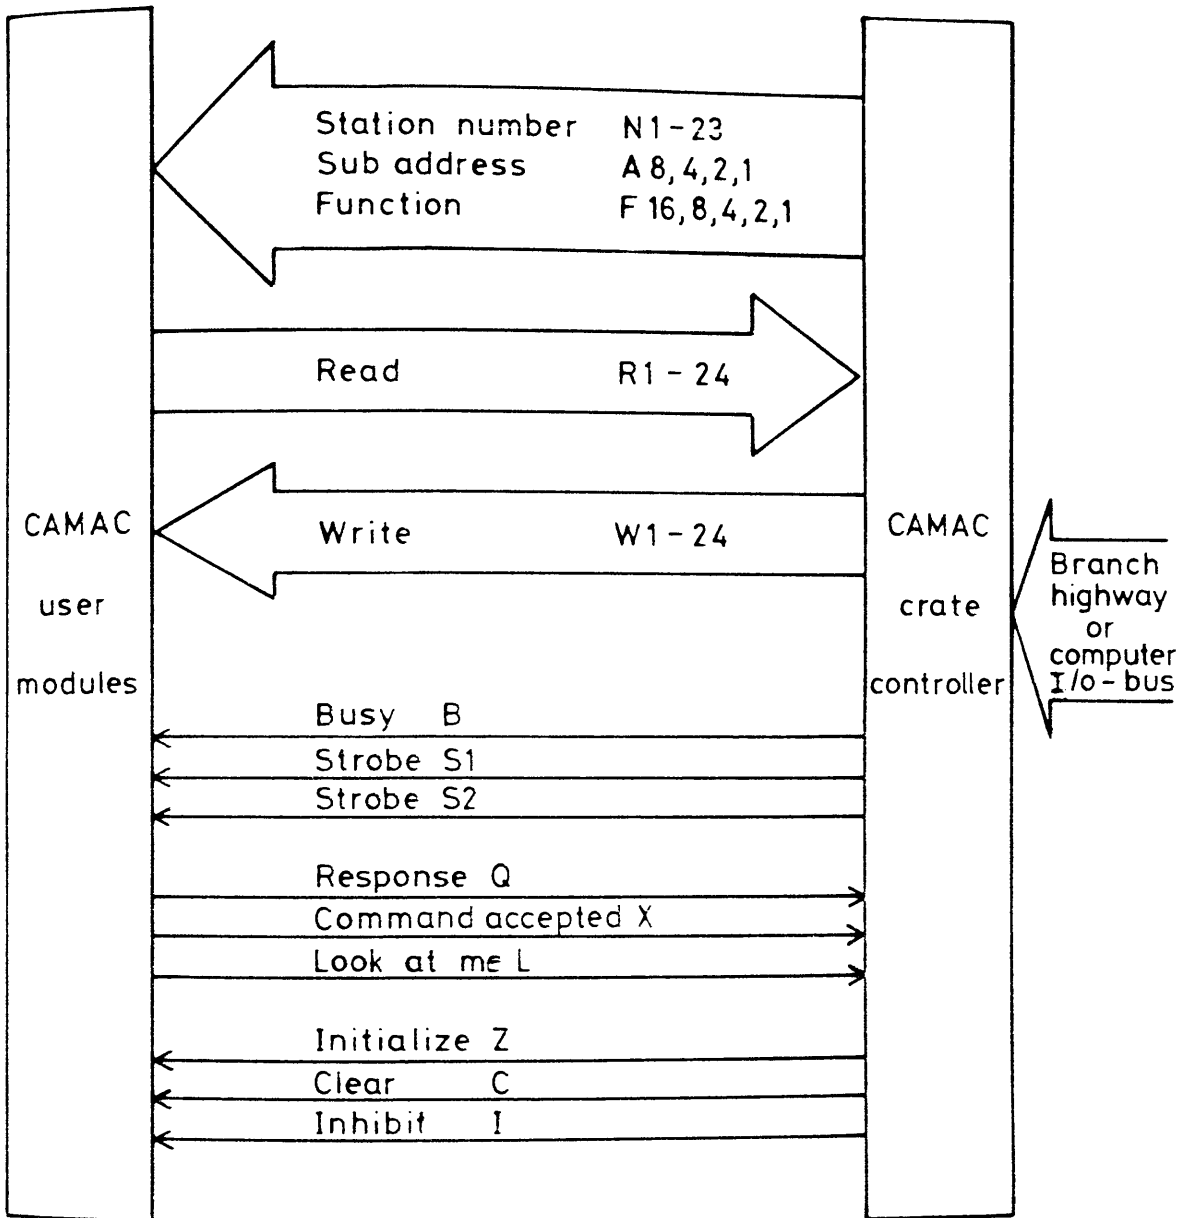 Station number N1-23
Sub address A 8,4,2,1
Function F 16,8,4,2,1
Read R1-24
Write W1-24
CAMAC
user
modules
CAMAC
crate
controller
Branch
highway
or
computer
I/o-bus
Busy B
Strobe S1
Strobe S2
Response Q
Command accepted X
Look at me L
Initialize Z
Clear C
Inhibit I